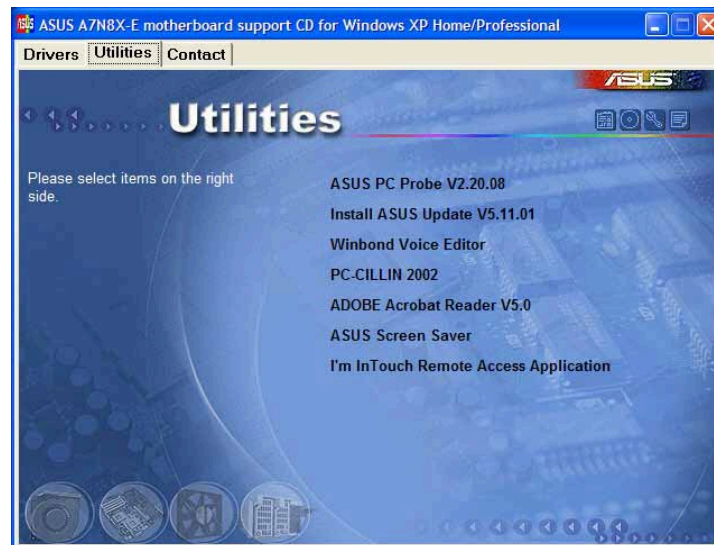 ASUS A7N8X-E motherboard support CD for Windows XP Home/Professional
Drivers Utilities Contact
ASUS
Utilities
Please select items on the right
side.
ASUS PC Probe V2.20.08
Install ASUS Update V5.11.01
Winbond Voice Editor
PC-CILLIN 2002
ADOBE Acrobat Reader V5.0
ASUS Screen Saver
I'm InTouch Remote Access Application